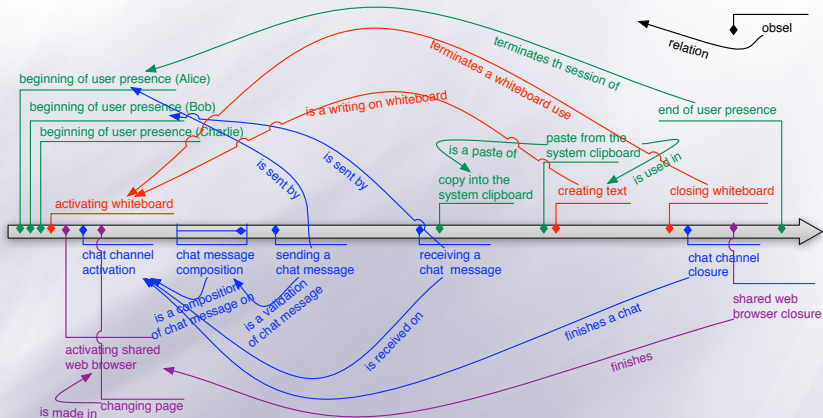 terminates th session of
obsel
relation
terminates a whiteboard use
beginning of user presence (Alice)
beginning of user presence (Bob)
beginning of user presence (Charlie)
is a writing on whiteboard
end of user presence
is sent by
is sent by
is a paste of
paste from the
system clipboard
is used in
copy into the
system clipboard
activating whiteboard
creating text
closing whiteboard
chat channel
activation
chat message
composition
sending a
chat message
receiving a
chat message
chat channel
closure
is a composition
of chat message on
is a validation
of chat message
is received on
finishes a chat
shared web
browser closure
activating shared
web browser
finishes
is made in
changing page